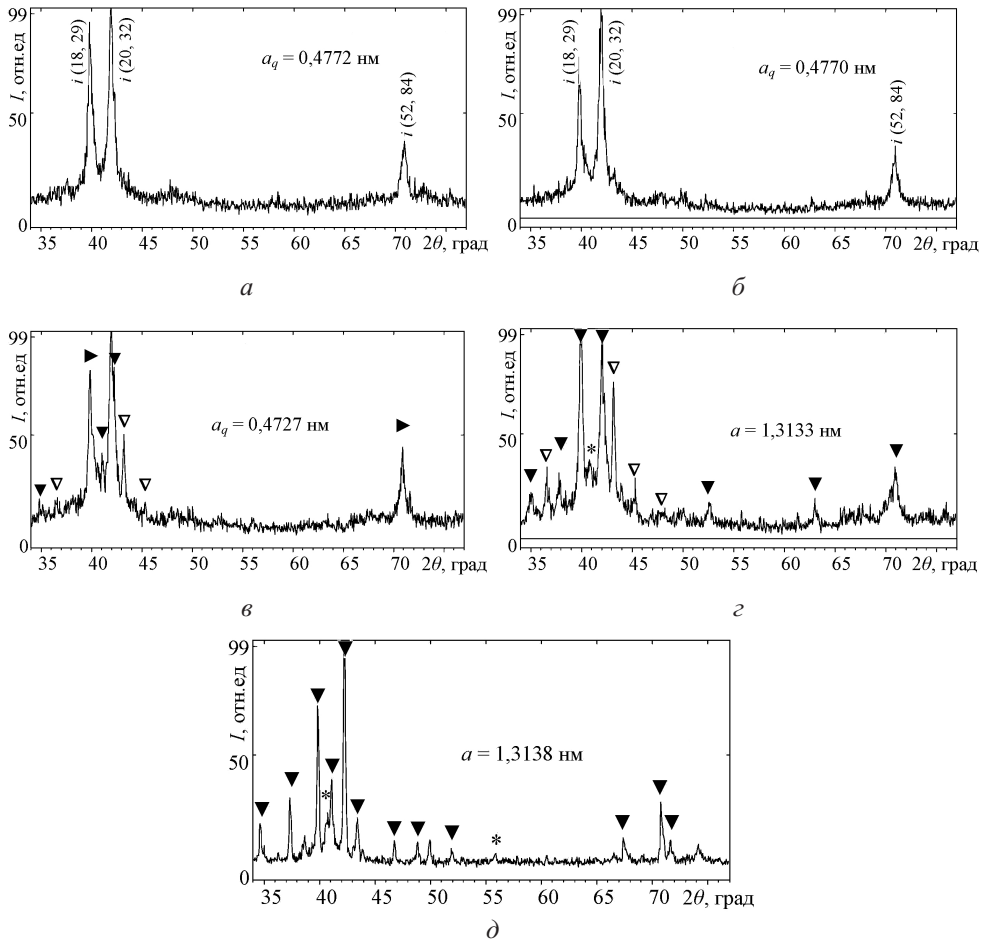 99
50
0
I, отн.ед
i (18, 29)
i (20, 32)
i (52, 84)
a_q = 0,4772 нм
35 40 45 50 55 60 65 70 2θ, град
а
99
50
0
I, отн.ед
i (18, 29)
i (20, 32)
i (52, 84)
a_q = 0,4770 нм
35 40 45 50 55 60 65 70 2θ, град
б
99
50
0
I, отн.ед
a_q = 0,4727 нм
35 40 45 50 55 60 65 70 2θ, град
в
99
50
0
I, отн.ед
*
a = 1,3133 нм
35 40 45 50 55 60 65 70 2θ, град
г
99
50
0
I, отн.ед
*
*
a = 1,3138 нм
35 40 45 50 55 60 65 70 2θ, град
д